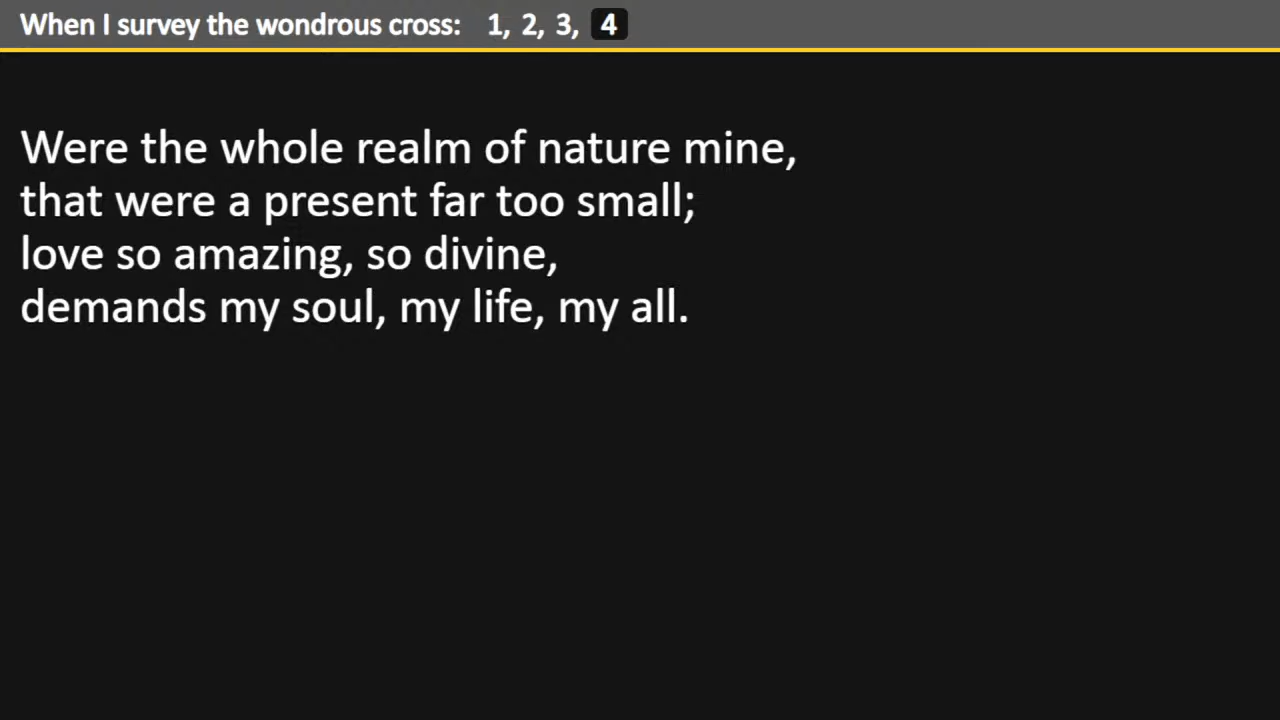 When I survey the wondrous cross: 1, 2, 3, 4
Were the whole realm of nature mine,
that were a present far too small;
love so amazing, so divine,
demands my soul, my life, my all.